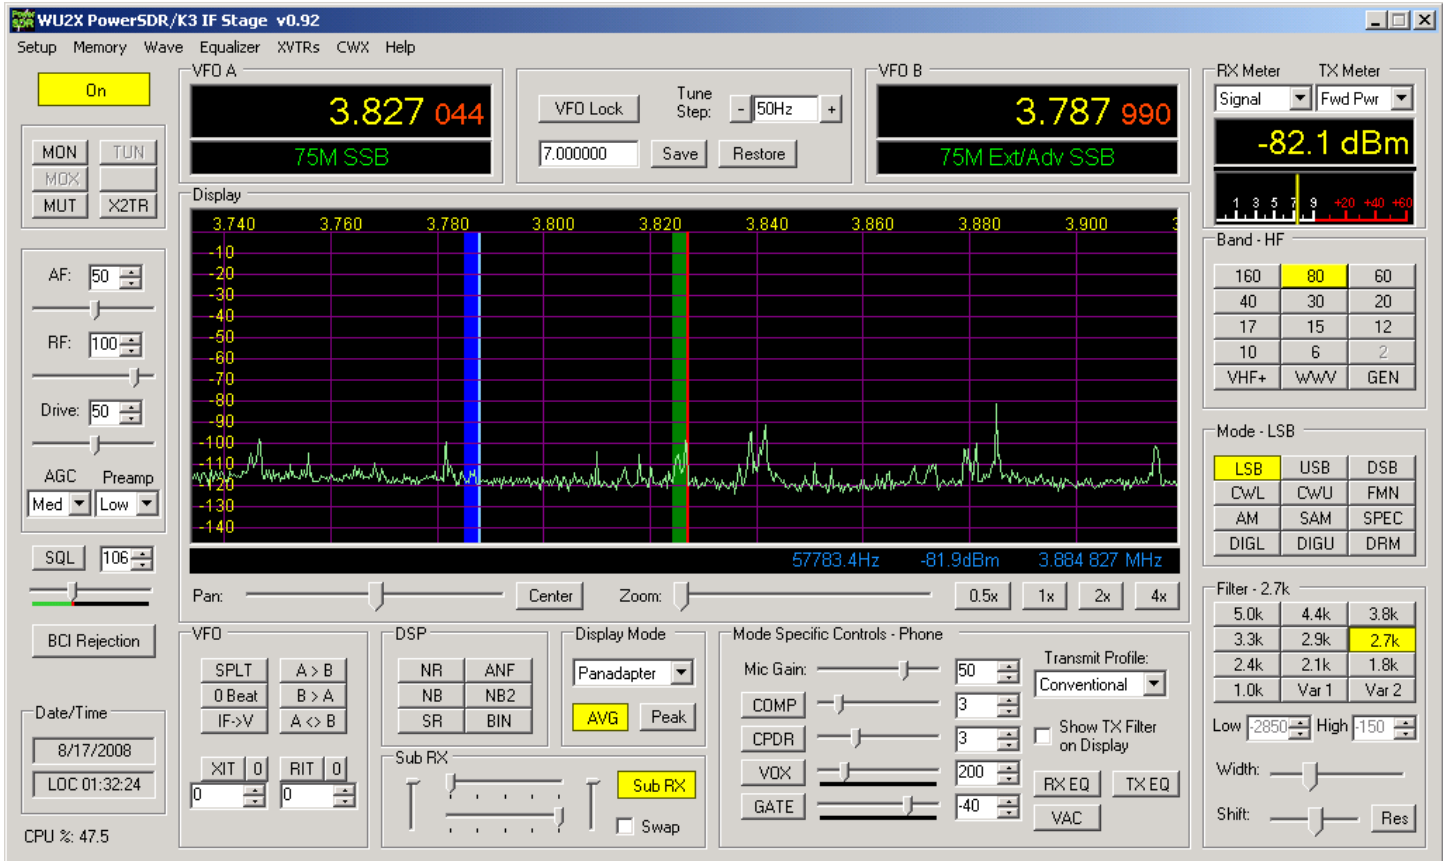 WU2X PowerSDR/K3 IF Stage v0.92
Setup Memory Wave Equalizer XVTRs CWX Help
On
MON TUN
MOX
MUT X2TR
AF: 50
RF: 100
Drive: 50
AGC Preamp
Med Low
SQL 106
BCI Rejection
Date/Time
8/17/2008
LOC 01:32:24
CPU %: 47.5
VFO A
3.827 044
75M SSB
VFO Lock Tune Step: - 50Hz +
7.000000 Save Restore
VFO B
3.787 990
75M Ext/Adv SSB
Display
3.740 3.760 3.780 3.800 3.820 3.840 3.860 3.880 3.900 3
-10
-20
-30
-40
-50
-60
-70
-80
-90
-100
-110
-120
-130
-140
57783.4Hz -81.9dBm 3.884 827 MHz
Pan: Center Zoom: 0.5x 1x 2x 4x
VFO
SPLT A > B
0 Beat B > A
IF->V A <> B
XIT 0 RIT 0
0 0
DSP
NR ANF
NB NB2
SR BIN
Display Mode
Panadapter
AVG Peak
Sub RX
Sub RX
Swap
Mode Specific Controls - Phone
Mic Gain: 50
COMP 3
CPDR 3
VOX 200
GATE -40
Transmit Profile:
Conventional
Show TX Filter
on Display
RX EQ TX EQ
VAC
RX Meter TX Meter
Signal Fwd Pwr
-82.1 dBm
1 3 5 7 9 +20 +40 +60
Band - HF
160 80 60
40 30 20
17 15 12
10 6 2
VHF+ WWV GEN
Mode - LSB
LSB USB DSB
CWL CWU FMN
AM SAM SPEC
DIGL DIGU DRM
Filter - 2.7k
5.0k 4.4k 3.8k
3.3k 2.9k 2.7k
2.4k 2.1k 1.8k
1.0k Var 1 Var 2
Low -2850 High -150
Width:
Shift: Res